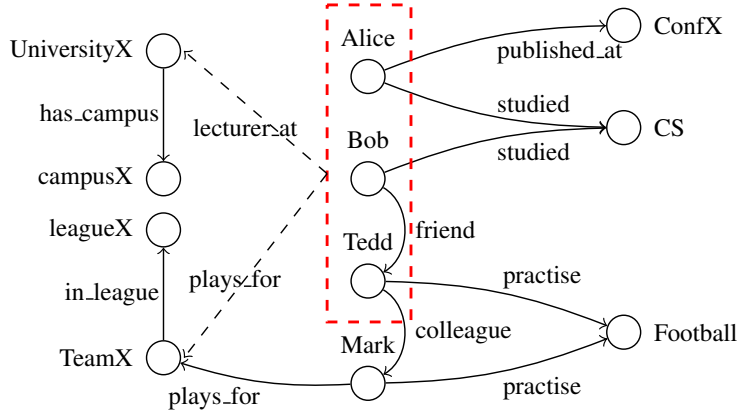 UniversityX
has_campus
campusX
leagueX
in_league
TeamX
lecturer_at
plays_for
plays_for
Alice
Bob
Tedd
Mark
published_at
studied
studied
friend
practise
colleague
practise
ConfX
CS
Football